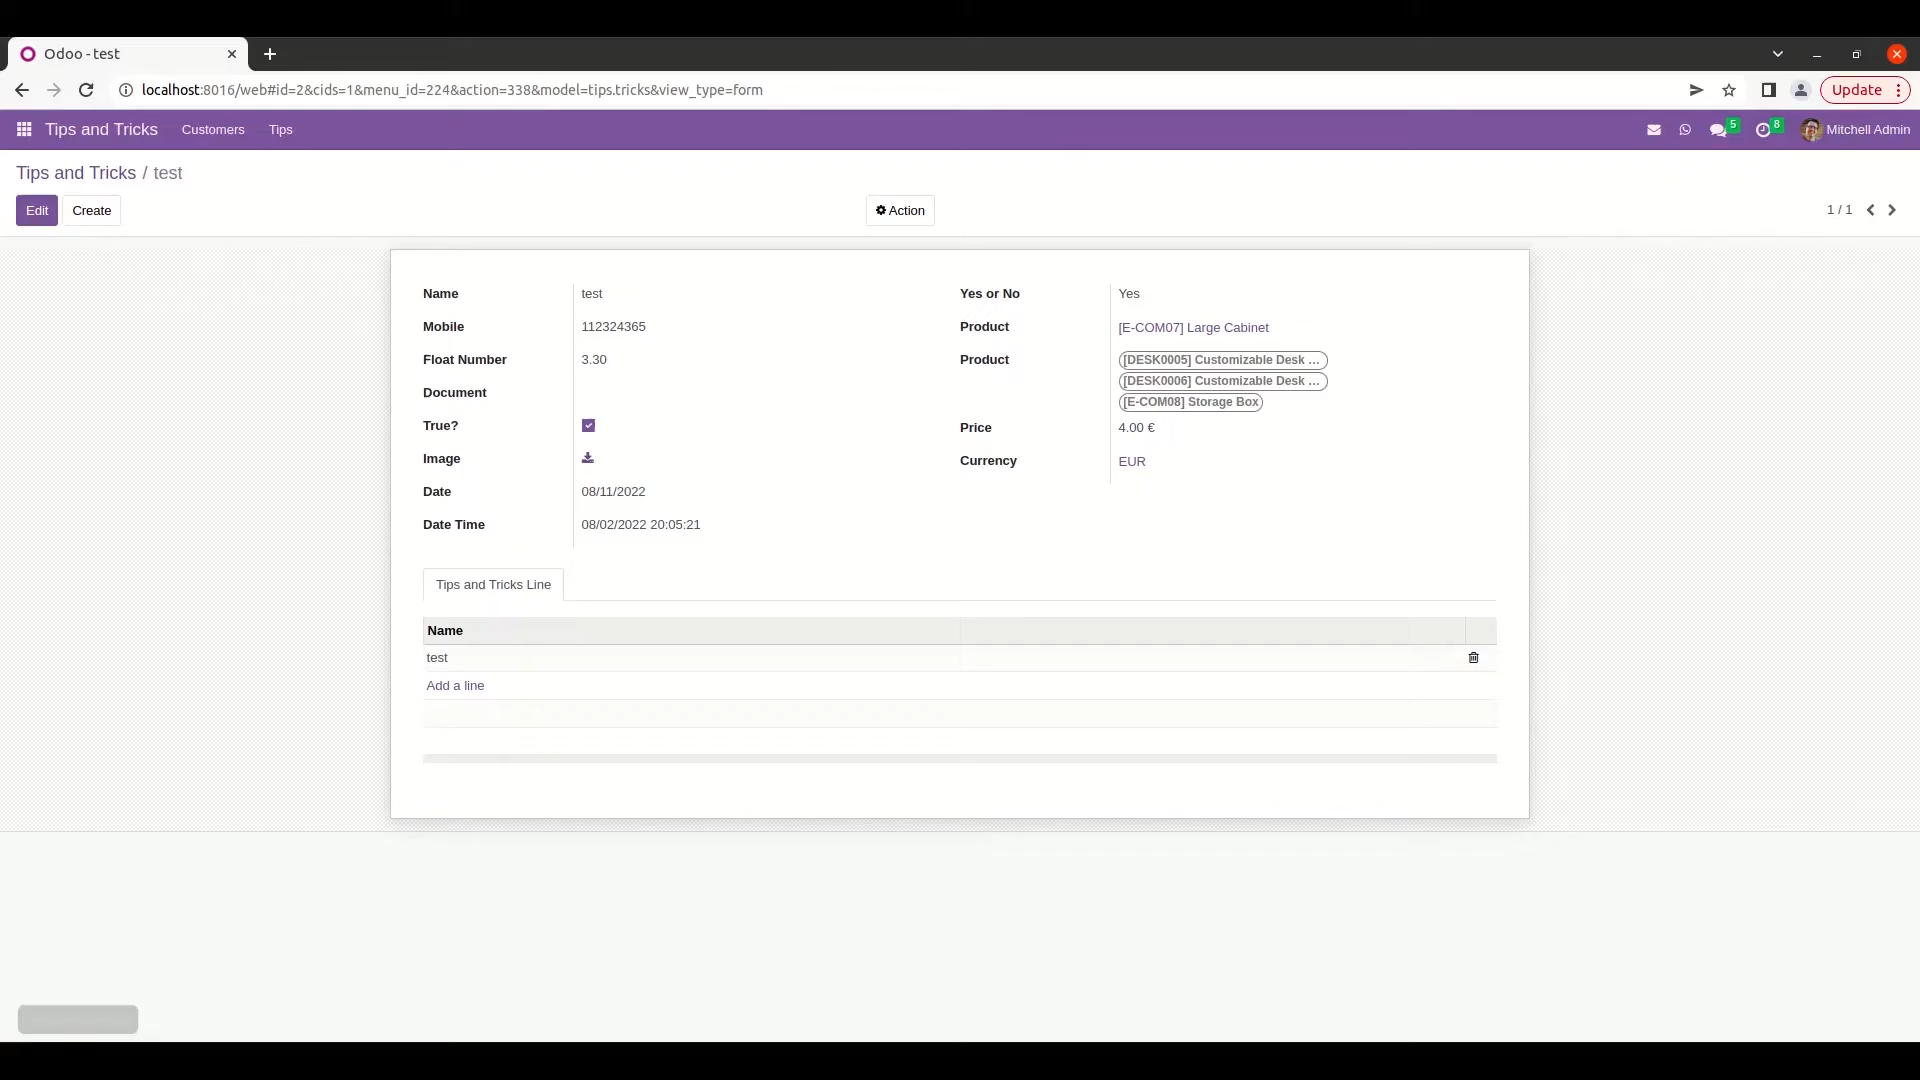 Odoo - test
localhost:8016/web#id=2&cids=1&menu_id=224&action=338&model=tips.tricks&view_type=form
Update
Tips and Tricks Customers Tips
5 8 Mitchell Admin
Tips and Tricks / test
Edit Create Action 1 / 1
Name test
Mobile 112324365
Float Number 3.30
Document
True?
Image
Date 08/11/2022
Date Time 08/02/2022 20:05:21
Yes or No Yes
Product [E-COM07] Large Cabinet
Product [DESK0005] Customizable Desk ...
[DESK0006] Customizable Desk ...
[E-COM08] Storage Box
Price 4.00 €
Currency EUR
Tips and Tricks Line
Name
test
Add a line